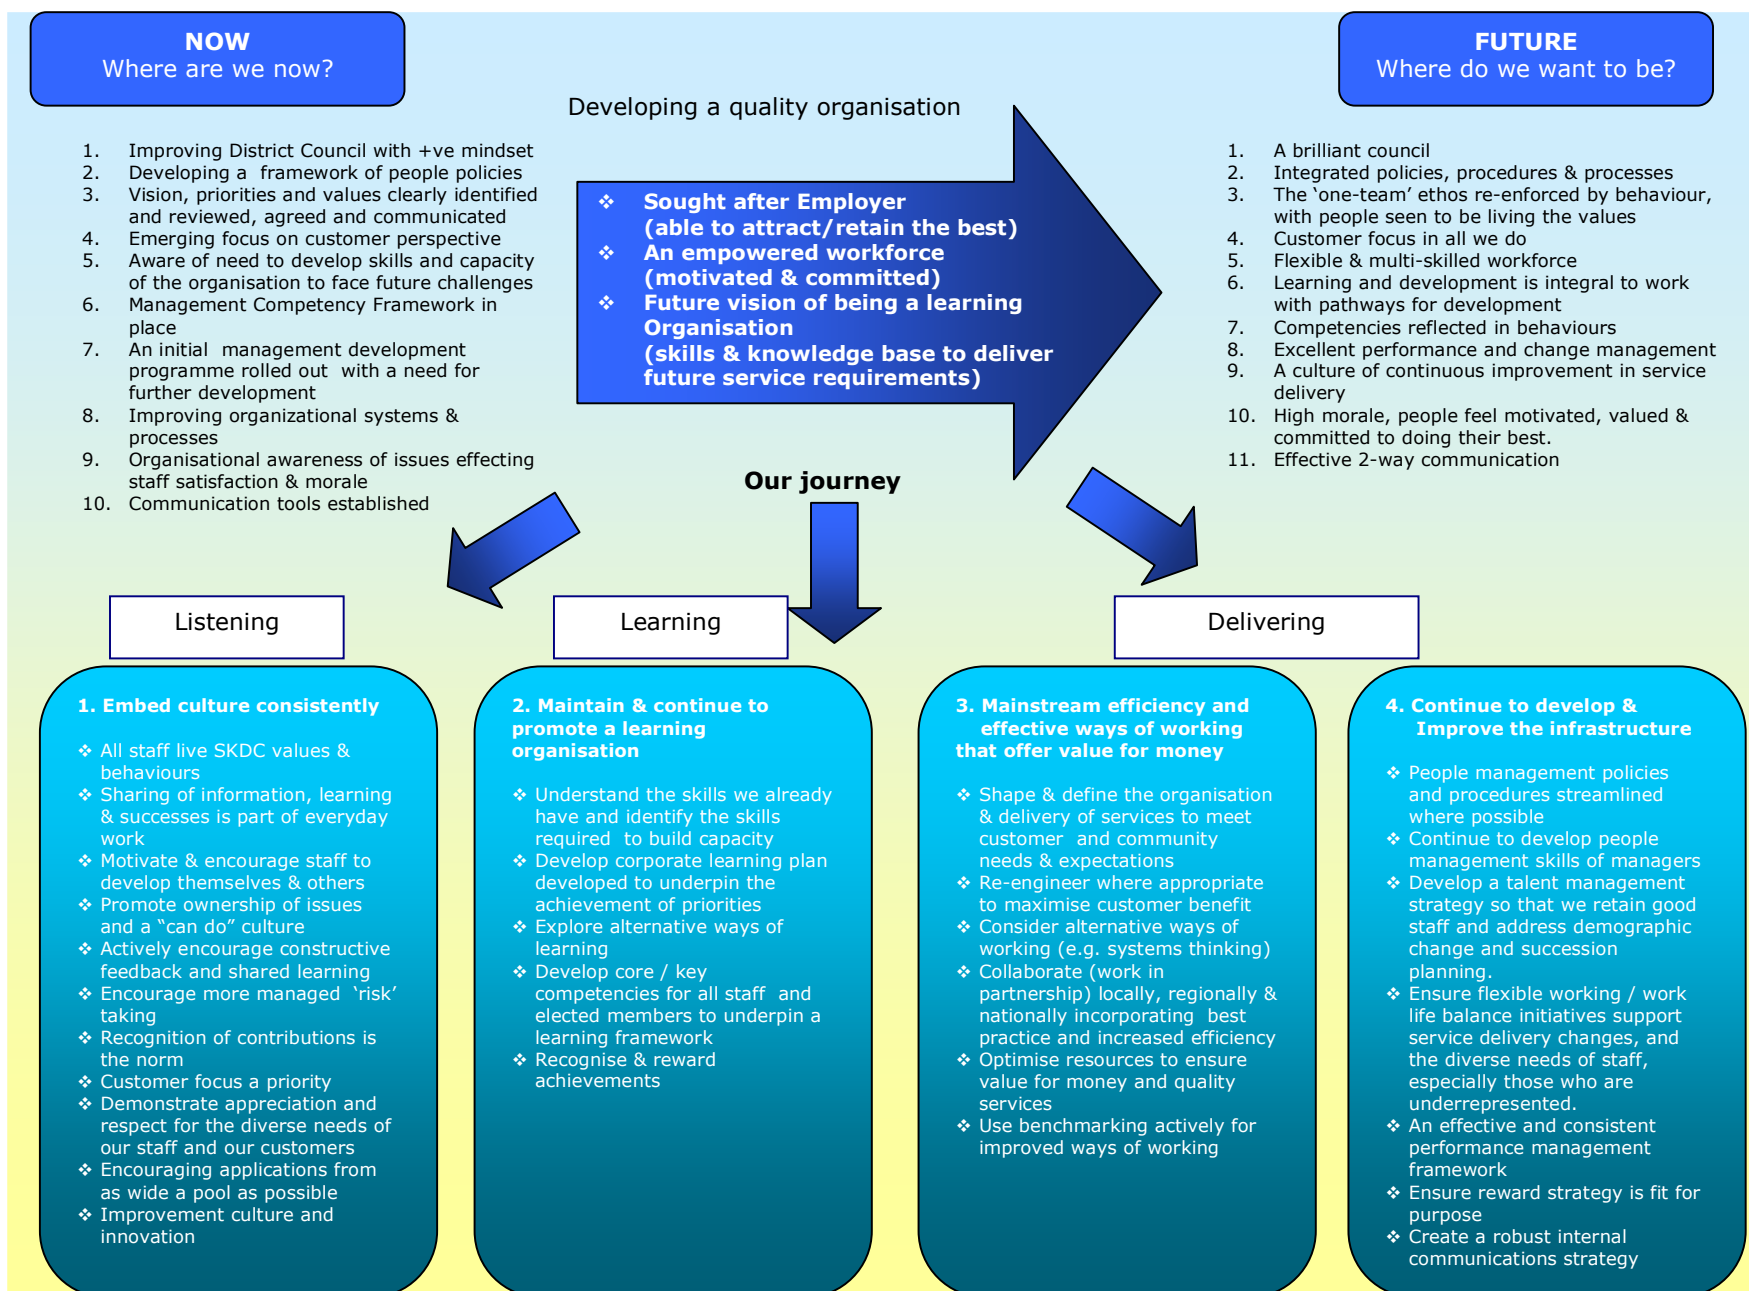 NOW
Where are we now?
FUTURE
Where do we want to be?
Developing a quality organisation
1. Improving District Council with +ve mindset
2. Developing a framework of people policies
3. Vision, priorities and values clearly identified
and reviewed, agreed and communicated
4. Emerging focus on customer perspective
5. Aware of need to develop skills and capacity
of the organisation to face future challenges
6. Management Competency Framework in
place
7. An initial management development
programme rolled out with a need for
further development
8. Improving organizational systems &
processes
9. Organisational awareness of issues effecting
staff satisfaction & morale
10. Communication tools established
❖ Sought after Employer
(able to attract/retain the best)
❖ An empowered workforce
(motivated & committed)
❖ Future vision of being a learning
Organisation
(skills & knowledge base to deliver
future service requirements)
1. A brilliant council
2. Integrated policies, procedures & processes
3. The ‘one-team’ ethos re-enforced by behaviour,
with people seen to be living the values
4. Customer focus in all we do
5. Flexible & multi-skilled workforce
6. Learning and development is integral to work
with pathways for development
7. Competencies reflected in behaviours
8. Excellent performance and change management
9. A culture of continuous improvement in service
delivery
10. High morale, people feel motivated, valued &
committed to doing their best.
11. Effective 2-way communication
Our journey
Listening
Learning
Delivering
1. Embed culture consistently
❖ All staff live SKDC values &
behaviours
❖ Sharing of information, learning
& successes is part of everyday
work
❖ Motivate & encourage staff to
develop themselves & others
❖ Promote ownership of issues
and a “can do” culture
❖ Actively encourage constructive
feedback and shared learning
❖ Encourage more managed ‘risk’
taking
❖ Recognition of contributions is
the norm
❖ Customer focus a priority
❖ Demonstrate appreciation and
respect for the diverse needs of
our staff and our customers
❖ Encouraging applications from
as wide a pool as possible
❖ Improvement culture and
innovation
2. Maintain & continue to
promote a learning
organisation
❖ Understand the skills we already
have and identify the skills
required to build capacity
❖ Develop corporate learning plan
developed to underpin the
achievement of priorities
❖ Explore alternative ways of
learning
❖ Develop core / key
competencies for all staff and
elected members to underpin a
learning framework
❖ Recognise & reward
achievements
3. Mainstream efficiency and
effective ways of working
that offer value for money
❖ Shape & define the organisation
& delivery of services to meet
customer and community
needs & expectations
❖ Re-engineer where appropriate
to maximise customer benefit
❖ Consider alternative ways of
working (e.g. systems thinking)
❖ Collaborate (work in
partnership) locally, regionally &
nationally incorporating best
practice and increased efficiency
❖ Optimise resources to ensure
value for money and quality
services
❖ Use benchmarking actively for
improved ways of working
4. Continue to develop &
Improve the infrastructure
❖ People management policies
and procedures streamlined
where possible
❖ Continue to develop people
management skills of managers
❖ Develop a talent management
strategy so that we retain good
staff and address demographic
change and succession
planning.
❖ Ensure flexible working / work
life balance initiatives support
service delivery changes, and
the diverse needs of staff,
especially those who are
underrepresented.
❖ An effective and consistent
performance management
framework
❖ Ensure reward strategy is fit for
purpose
❖ Create a robust internal
communications strategy